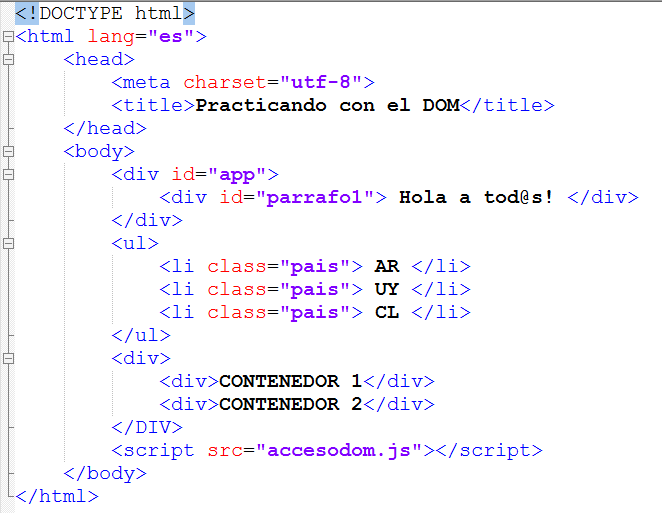 <!DOCTYPE html>
<html lang="es">
    <head>
        <meta charset="utf-8">
        <title>Practicando con el DOM</title>
    </head>
    <body>
        <div id="app">
            <div id="parrafo1"> Hola a tod@s! </div>
        </div>
        <ul>
            <li class="pais"> AR </li>
            <li class="pais"> UY </li>
            <li class="pais"> CL </li>
        </ul>
        <div>
            <div>CONTENEDOR 1</div>
            <div>CONTENEDOR 2</div>
        </DIV>
        <script src="accesodom.js"></script>
    </body>
</html>